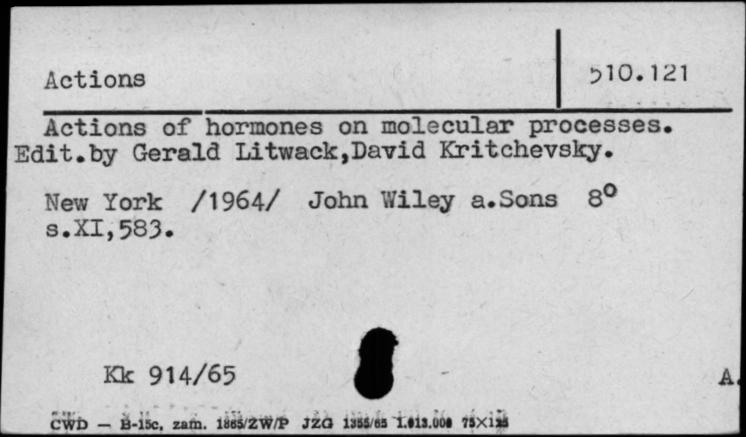 Actions 510.121
Actions of hormones on molecular processes.
Edit.by Gerald Litwack,David Kritchevsky.
New York /1964/ John Wiley a.Sons 8⁰
s.XI,583.
Kk 914/65
A.
CWD — B-15c, zam. 1865/ZW/P JZG 1355/65 1.013.000 75×125